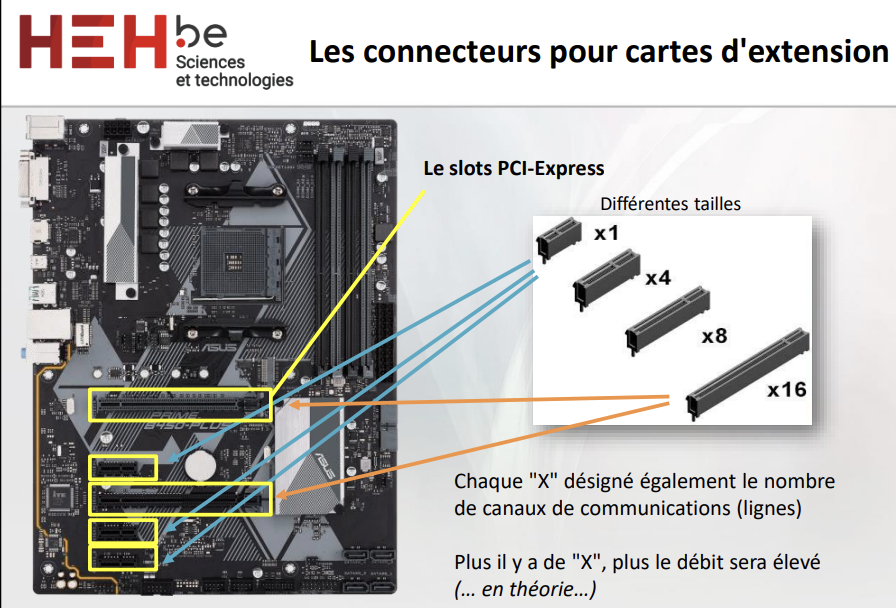 HEH
be
Sciences
et technologies
Les connecteurs pour cartes d'extension
Le slots PCI-Express
Différentes tailles
x1
x4
x8
x16
ASUS
PRIME
B450-PLUS
ASUS
Chaque "X" désigné également le nombre
de canaux de communications (lignes)
Plus il y a de "X", plus le débit sera élevé
(… en théorie…)